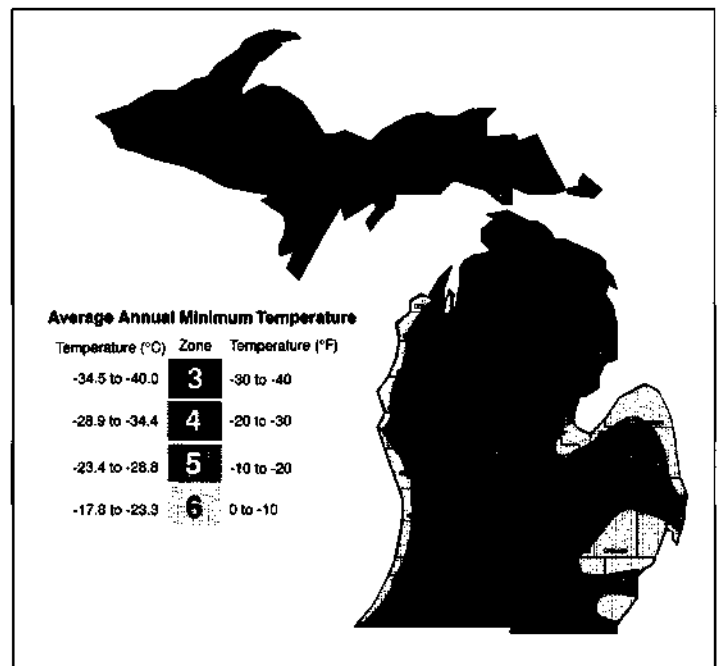 Average Annual Minimum Temperature
Temperature (°C) Zone Temperature (°F)
-34.5 to -40.0 3 -30 to -40
-28.9 to -34.4 4 -20 to -30
-23.4 to -28.8 5 -10 to -20
-17.8 to -23.3 6 0 to -10